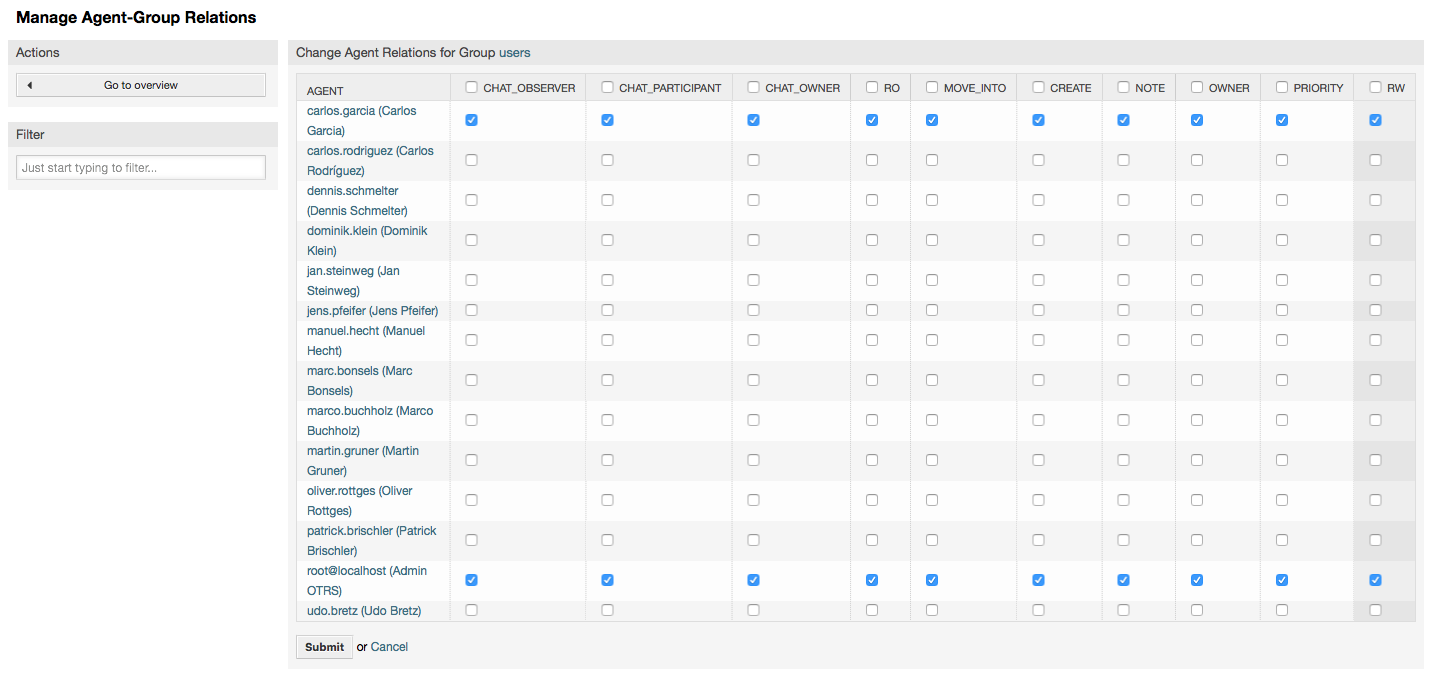 Manage Agent-Group Relations
Actions
Go to overview
Filter
Just start typing to filter...
Change Agent Relations for Group users
AGENT CHAT_OBSERVER CHAT_PARTICIPANT CHAT_OWNER RO MOVE_INTO CREATE NOTE OWNER PRIORITY RW
carlos.garcia (Carlos
Garcia)
carlos.rodriguez (Carlos
Rodríguez)
dennis.schmelter
(Dennis Schmelter)
dominik.klein (Dominik
Klein)
jan.steinweg (Jan
Steinweg)
jens.pfeifer (Jens Pfeifer)
manuel.hecht (Manuel
Hecht)
marc.bonsels (Marc
Bonsels)
marco.buchholz (Marco
Buchholz)
martin.gruner (Martin
Gruner)
oliver.rottges (Oliver
Rottges)
patrick.brischler (Patrick
Brischler)
root@localhost (Admin
OTRS)
udo.bretz (Udo Bretz)
Submit or Cancel